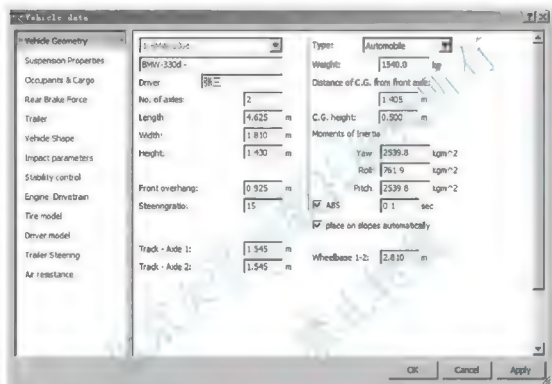 Vehicle data
Vehicle Geometry
Suspension Properties
Occupants & Cargo
Rear Brake Force
Trailer
Vehicle Shape
Impact parameters
Stability control
Engine Drivetrain
Tire model
Driver model
Trailer Steering
Air resistance
BMW-330d -
Driver 张三
No. of axles: 2
Length 4.625 m
Width: 1.810 m
Height: 1.430 m
Front overhang: 0.925 m
Steering ratio: 15
Track - Axle 1: 1.545 m
Track - Axle 2: 1.545 m
Type: Automobile
Weight: 1540.0 kg
Distance of C.G. from front axle:
1.405 m
C.G. height: 0.500 m
Moments of Inertia
Yaw 2539.8 kgm^2
Roll: 761.9 kgm^2
Pitch: 2539.8 kgm^2
ABS 0.1 sec
place on slopes automatically
Wheelbase 1-2: 2.810 m
OK Cancel Apply